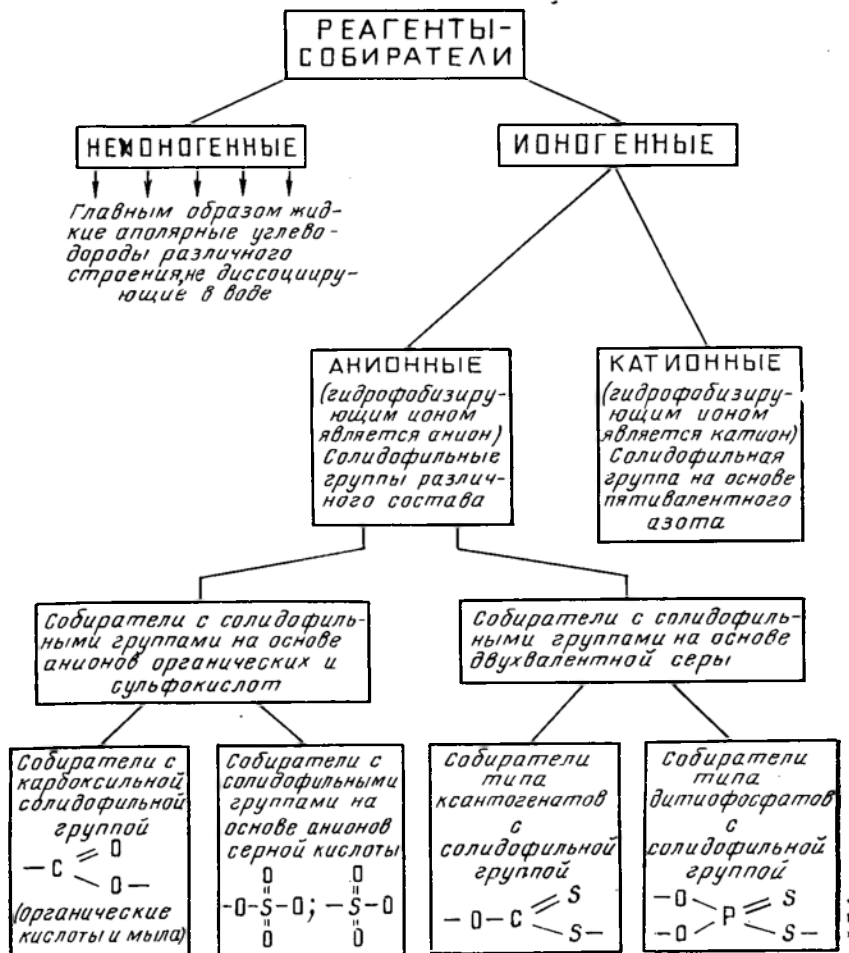 РЕАГЕНТЫ-
СОБИРАТЕЛИ
НЕИОНОГЕННЫЕ
ИОНОГЕННЫЕ
Главным образом жид-
кие аполярные углево-
дороды различного
строения, не диссоциирую-
ющие в воде
АНИОННЫЕ
(гидрофобизиру-
ющим ионом
является анион)
Солидофильные
группы различ-
ного состава
КАТИОННЫЕ
(гидрофобизиру-
ющим ионом
является катион)
Солидофильная
группа на основе
пятивалентного
азота
Собиратели с солидофиль-
ными группами на основе
анионов органических и
сульфокислот
Собиратели с солидофиль-
ными группами на основе
двухвалентной серы
Собиратели с
карбоксильной
солидофильной
группой
O
— C
O —
(органические
кислоты и мыла)
Собиратели с
солидофильными
группами на
основе анионов
серной кислоты
O O
-O-S-O; -S-O
O O
Собиратели
типа
ксантогенатов
с
солидофильной
группой
S
— O — C
S —
Собиратели
типа
дитиофосфатов
с
солидофильной
группой
— O S
P
— O S —